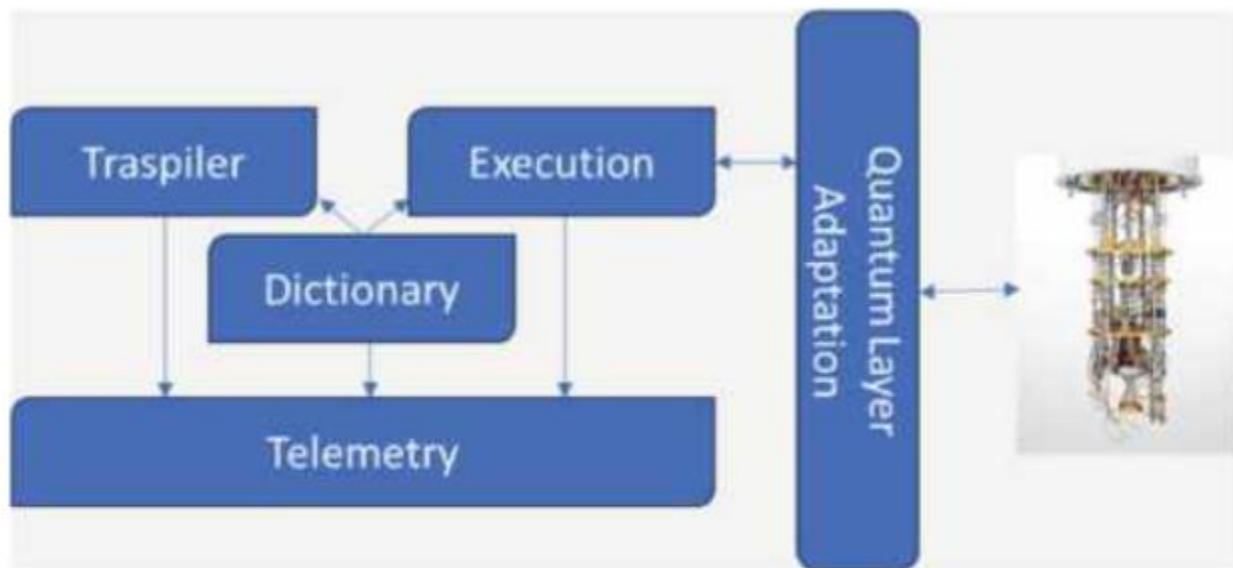 Traspiler
Execution
Dictionary
Telemetry
Quantum Layer
Adaptation